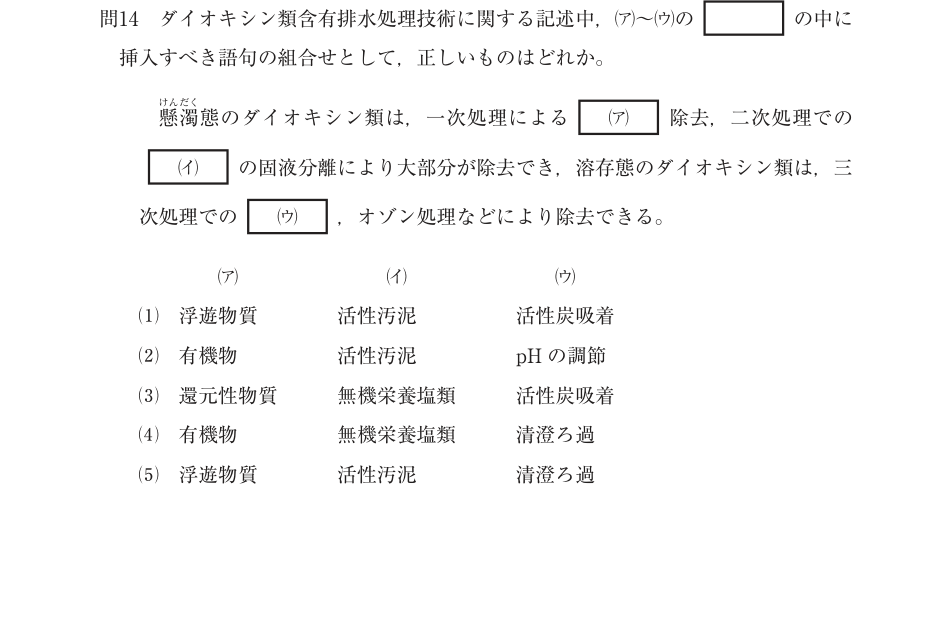 問14　ダイオキシン類含有排水処理技術に関する記述中，㈦～㈬の　　　の中に
挿入すべき語句の組合せとして，正しいものはどれか。
けんだく
懸濁態のダイオキシン類は，一次処理による (ア) 除去，二次処理での
(イ) の固液分離により大部分が除去でき，溶存態のダイオキシン類は，三
次処理での (ウ) ，オゾン処理などにより除去できる。
(ア)　(イ)　(ウ)
(1)　浮遊物質　活性汚泥　活性炭吸着
(2)　有機物　活性汚泥　pH の調節
(3)　還元性物質　無機栄養塩類　活性炭吸着
(4)　有機物　無機栄養塩類　清澄ろ過
(5)　浮遊物質　活性汚泥　清澄ろ過